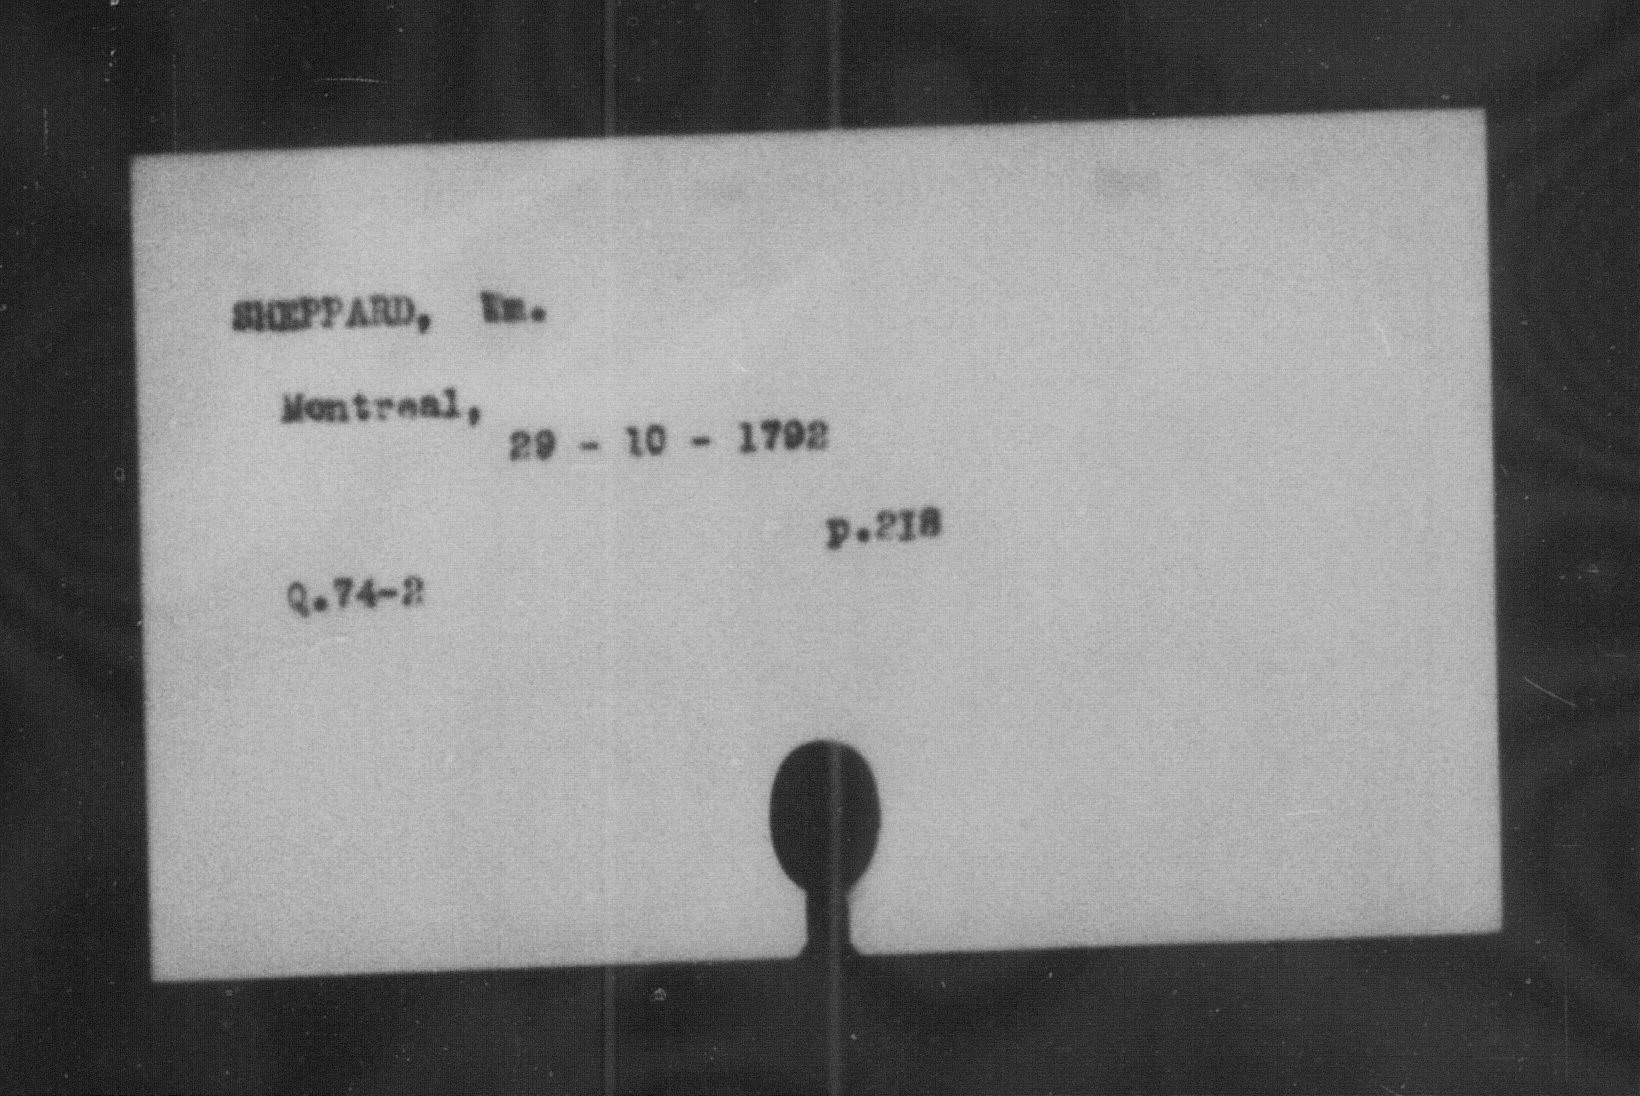 SHEPPARD, Wm.
Montreal,
29 - 10 - 1792
p.218
Q.74-2